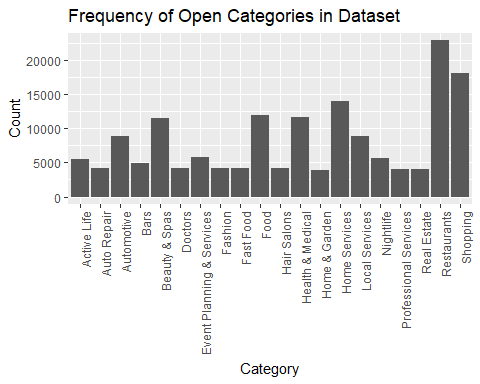 Frequency of Open Categories in Dataset
Count
20000
15000
10000
5000
0
Active Life
Auto Repair
Automotive
Bars
Beauty & Spas
Doctors
Event Planning & Services
Fashion
Fast Food
Food
Hair Salons
Health & Medical
Home & Garden
Home Services
Local Services
Nightlife
Professional Services
Real Estate
Restaurants
Shopping
Category